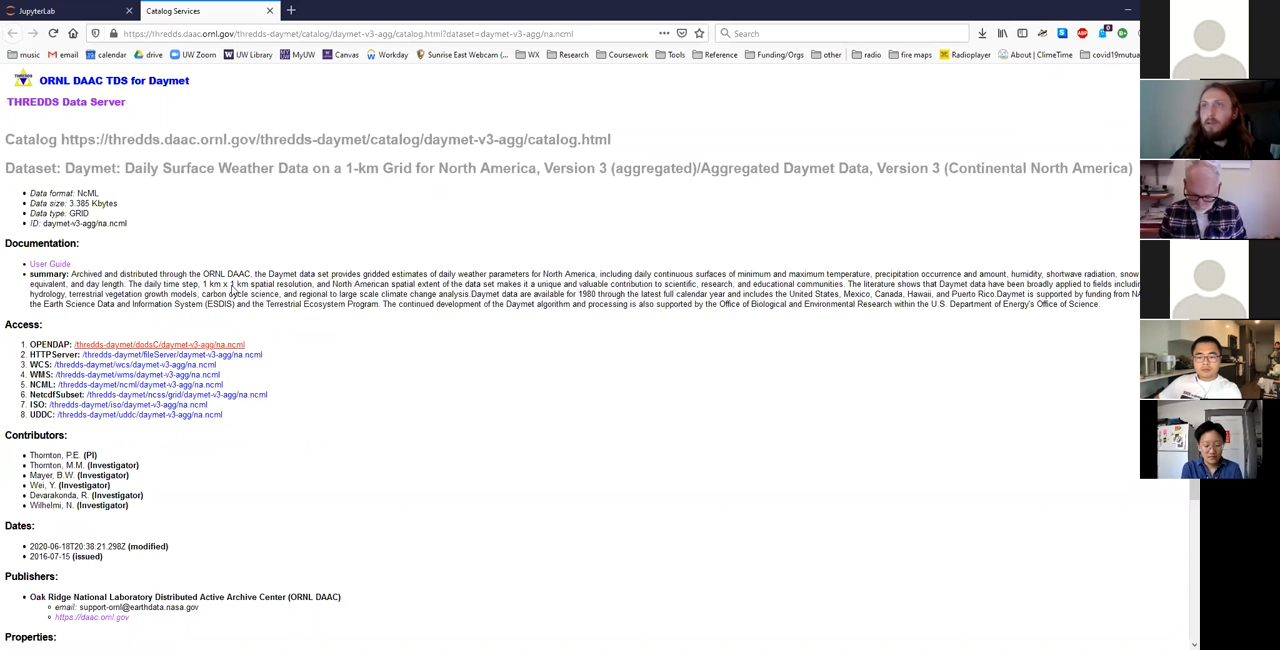 JupyterLab
Catalog Services
https://thredds.daac.ornl.gov/thredds-daymet/catalog/daymet-v3-agg/catalog.html?dataset=daymet-v3-agg/na.ncml
Search
music email calendar drive UW Zoom UW Library MyUW Canvas Workday Sunrise East Webcam (... WX Research Coursework Tools Reference Funding/Orgs other radio fire maps Radioplayer About | ClimeTime covid19mutua
ORNL DAAC TDS for Daymet
THREDDS Data Server
Catalog https://thredds.daac.ornl.gov/thredds-daymet/catalog/daymet-v3-agg/catalog.html
Dataset: Daymet: Daily Surface Weather Data on a 1-km Grid for North America, Version 3 (aggregated)/Aggregated Daymet Data, Version 3 (Continental North America)
Data format: NcML
Data size: 3.385 Kbytes
Data type: GRID
ID: daymet-v3-agg/na.ncml
Documentation:
User Guide
summary: Archived and distributed through the ORNL DAAC, the Daymet data set provides gridded estimates of daily weather parameters for North America, including daily continuous surfaces of minimum and maximum temperature, precipitation occurrence and amount, humidity, shortwave radiation, snow
equivalent, and day length. The daily time step, 1 km x 1 km spatial resolution, and North American spatial extent of the data set makes it a unique and valuable contribution to scientific, research, and educational communities. The literature shows that Daymet data have been broadly applied to fields includin
hydrology, terrestrial vegetation growth models, carbon cycle science, and regional to large scale climate change analysis.Daymet data are available for 1980 through the latest full calendar year and includes the United States, Mexico, Canada, Hawaii, and Puerto Rico.Daymet is supported by funding from NA
the Earth Science Data and Information System (ESDIS) and the Terrestrial Ecosystem Program. The continued development of the Daymet algorithm and processing is also supported by the Office of Biological and Environmental Research within the U.S. Department of Energy's Office of Science.
Access:
1. OPENDAP: /thredds-daymet/dodsC/daymet-v3-agg/na.ncml
2. HTTPServer: /thredds-daymet/fileServer/daymet-v3-agg/na.ncml
3. WCS: /thredds-daymet/wcs/daymet-v3-agg/na.ncml
4. WMS: /thredds-daymet/wms/daymet-v3-agg/na.ncml
5. NCML: /thredds-daymet/ncml/daymet-v3-agg/na.ncml
6. NetcdfSubset: /thredds-daymet/ncss/grid/daymet-v3-agg/na.ncml
7. ISO: /thredds-daymet/iso/daymet-v3-agg/na.ncml
8. UDDC: /thredds-daymet/uddc/daymet-v3-agg/na.ncml
Contributors:
Thornton, P.E. (PI)
Thornton, M.M. (Investigator)
Mayer, B.W. (Investigator)
Wei, Y. (Investigator)
Devarakonda, R. (Investigator)
Wilhelmi, N. (Investigator)
Dates:
2020-06-18T20:38:21.298Z (modified)
2016-07-15 (issued)
Publishers:
Oak Ridge National Laboratory Distributed Active Archive Center (ORNL DAAC)
email: support-ornl@earthdata.nasa.gov
https://daac.ornl.gov
Properties: